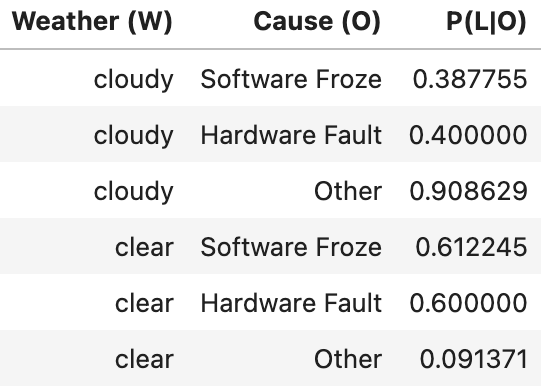 Weather (W) Cause (O) P(L|O)
cloudy Software Froze 0.387755
cloudy Hardware Fault 0.400000
cloudy Other 0.908629
clear Software Froze 0.612245
clear Hardware Fault 0.600000
clear Other 0.091371